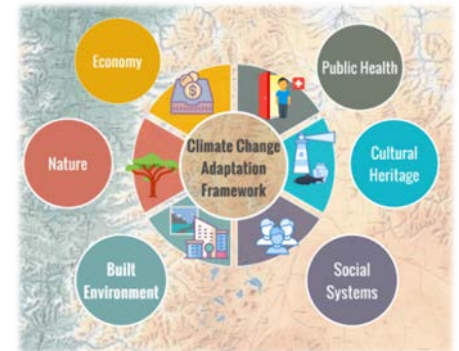 Economy
Public Health
Climate Change
Adaptation
Framework
Nature
Cultural
Heritage
Built
Environment
Social
Systems